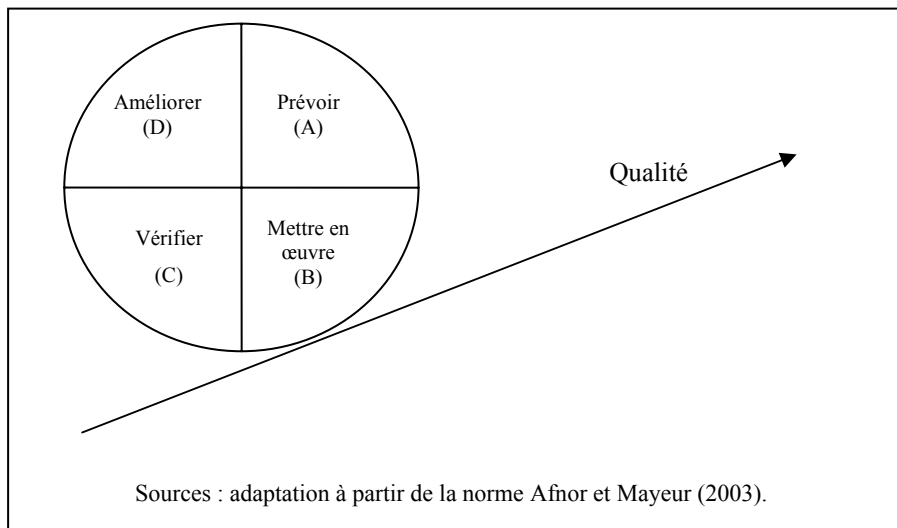 Améliorer
(D)
Prévoir
(A)
Qualité
Vérifier
(C)
Mettre en
œuvre
(B)
Sources : adaptation à partir de la norme Afnor et Mayeur (2003).